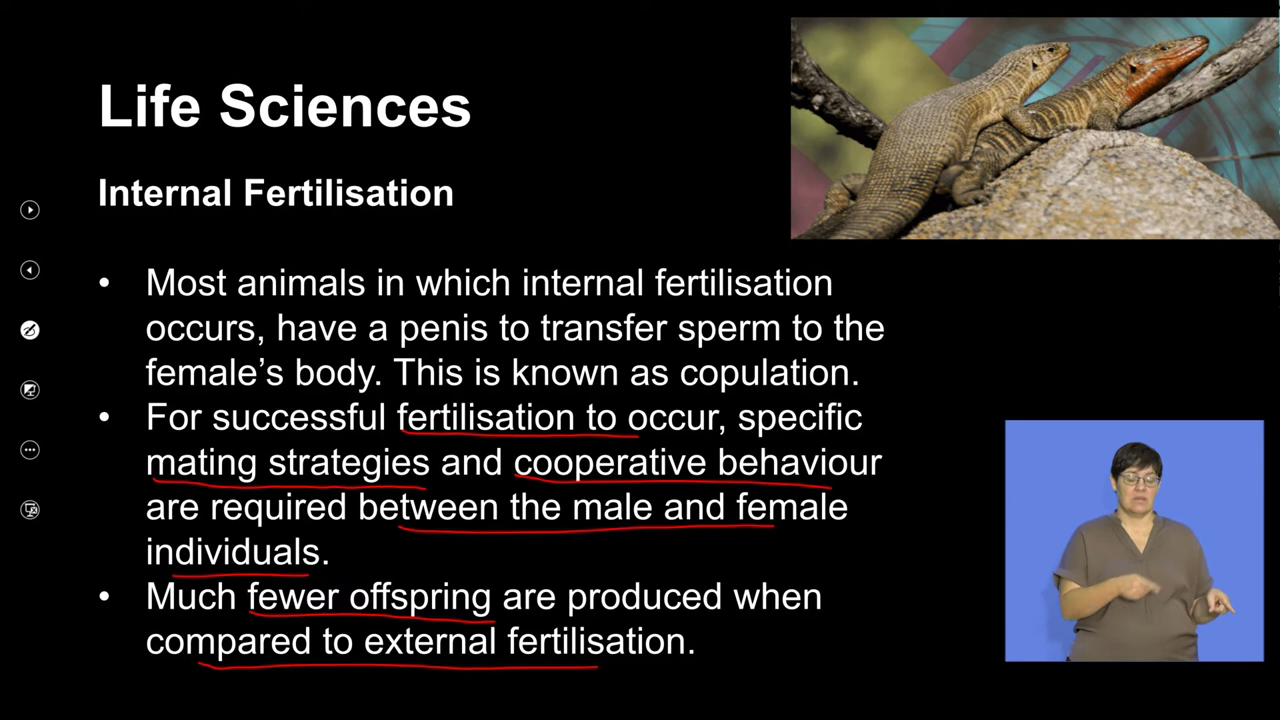 Life Sciences
Internal Fertilisation
• Most animals in which internal fertilisation
occurs, have a penis to transfer sperm to the
female’s body. This is known as copulation.
• For successful fertilisation to occur, specific
mating strategies and cooperative behaviour
are required between the male and female
individuals.
• Much fewer offspring are produced when
compared to external fertilisation.